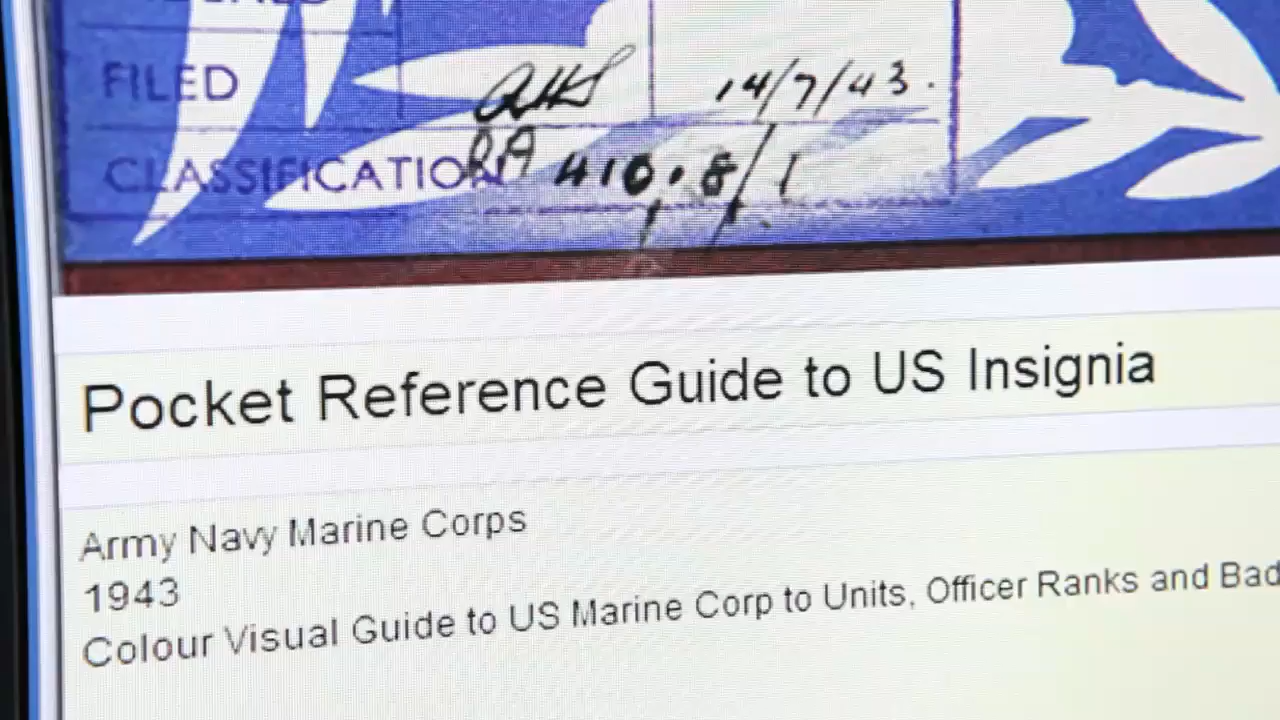 FILED 14/7/43.
CLASSIFICATION RA 410.8/1
Pocket Reference Guide to US Insignia
Army Navy Marine Corps
1943
Colour Visual Guide to US Marine Corp to Units, Officer Ranks and Bad